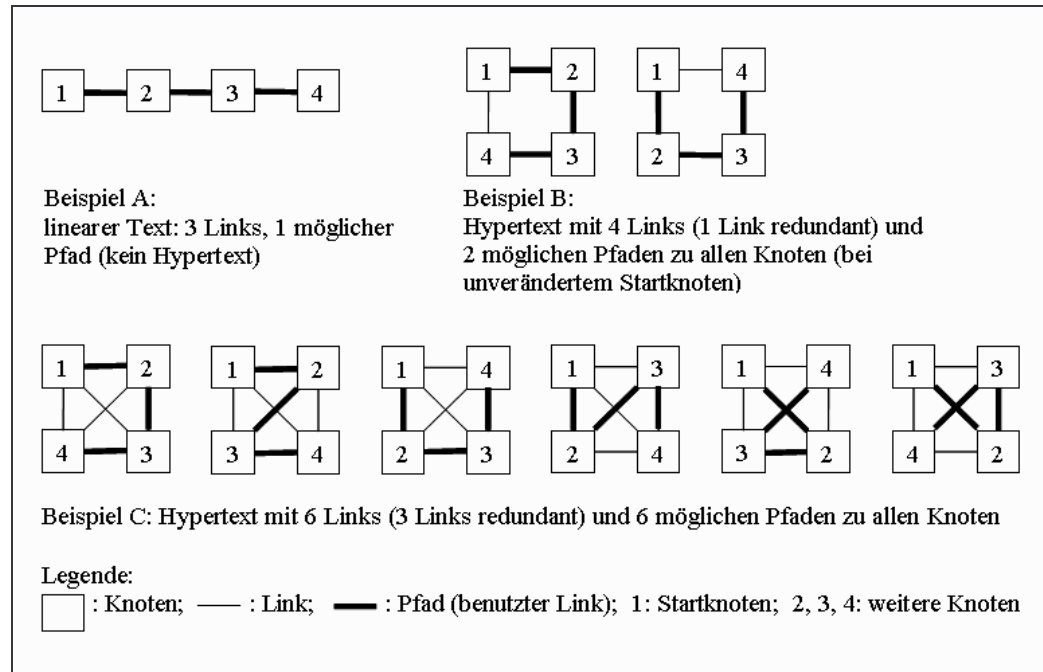 1 2 3 4
1 2
4 3
1 4
2 3
Beispiel A:
linearer Text: 3 Links, 1 möglicher
Pfad (kein Hypertext)
Beispiel B:
Hypertext mit 4 Links (1 Link redundant) und
2 möglichen Pfaden zu allen Knoten (bei
unverändertem Startknoten)
1 2
4 3
1 2
3 4
1 4
2 3
1 3
2 4
1 4
3 2
1 3
4 2
Beispiel C: Hypertext mit 6 Links (3 Links redundant) und 6 möglichen Pfaden zu allen Knoten
Legende:
: Knoten; : Link; : Pfad (benutzter Link); 1: Startknoten; 2, 3, 4: weitere Knoten